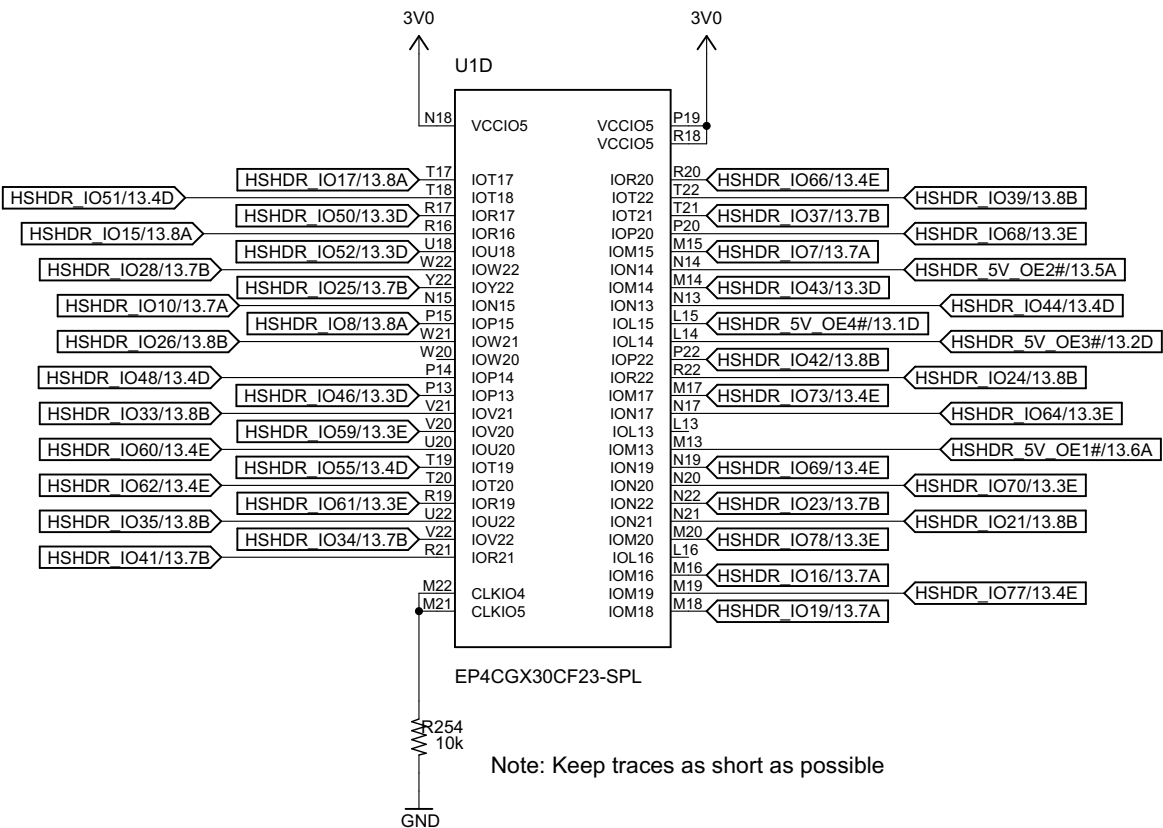 3V0 3V0
U1D
N18 VCCIO5 VCCIO5 P19
VCCIO5 R18
HSHDR_IO17/13.8A T17 IOT17 IOR20 R20 HSHDR_IO66/13.4E
HSHDR_IO51/13.4D T18 IOT18 IOT22 T22 HSHDR_IO39/13.8B
HSHDR_IO50/13.3D R17 IOR17 IOT21 T21 HSHDR_IO37/13.7B
HSHDR_IO15/13.8A R16 IOR16 IOP20 P20 HSHDR_IO68/13.3E
HSHDR_IO52/13.3D U18 IOU18 IOM15 M15 HSHDR_IO7/13.7A
HSHDR_IO28/13.7B W22 IOW22 ION14 N14 HSHDR_5V_OE2#/13.5A
HSHDR_IO25/13.7B Y22 IOY22 IOM14 M14 HSHDR_IO43/13.3D
HSHDR_IO10/13.7A N15 ION15 ION13 N13 HSHDR_IO44/13.4D
HSHDR_IO8/13.8A P15 IOP15 IOL15 L15 HSHDR_5V_OE4#/13.1D
HSHDR_IO26/13.8B W21 IOW21 IOL14 L14 HSHDR_5V_OE3#/13.2D
W20 IOW20 IOP22 P22 HSHDR_IO42/13.8B
HSHDR_IO48/13.4D P14 IOP14 IOR22 R22 HSHDR_IO24/13.8B
HSHDR_IO46/13.3D P13 IOP13 IOM17 M17 HSHDR_IO73/13.4E
HSHDR_IO33/13.8B V21 IOV21 ION17 N17 HSHDR_IO64/13.3E
HSHDR_IO59/13.3E V20 IOV20 IOL13 L13
HSHDR_IO60/13.4E U20 IOU20 IOM13 M13 HSHDR_5V_OE1#/13.6A
HSHDR_IO55/13.4D T19 IOT19 ION19 N19 HSHDR_IO69/13.4E
HSHDR_IO62/13.4E T20 IOT20 ION20 N20 HSHDR_IO70/13.3E
HSHDR_IO61/13.3E R19 IOR19 ION22 N22 HSHDR_IO23/13.7B
HSHDR_IO35/13.8B U22 IOU22 ION21 N21 HSHDR_IO21/13.8B
HSHDR_IO34/13.7B V22 IOV22 IOM20 M20 HSHDR_IO78/13.3E
HSHDR_IO41/13.7B R21 IOR21 IOL16 L16
IOM16 M16 HSHDR_IO16/13.7A
M22 CLKIO4 IOM19 M19 HSHDR_IO77/13.4E
M21 CLKIO5 IOM18 M18 HSHDR_IO19/13.7A
EP4CGX30CF23-SPL
R254
10k
Note: Keep traces as short as possible
GND